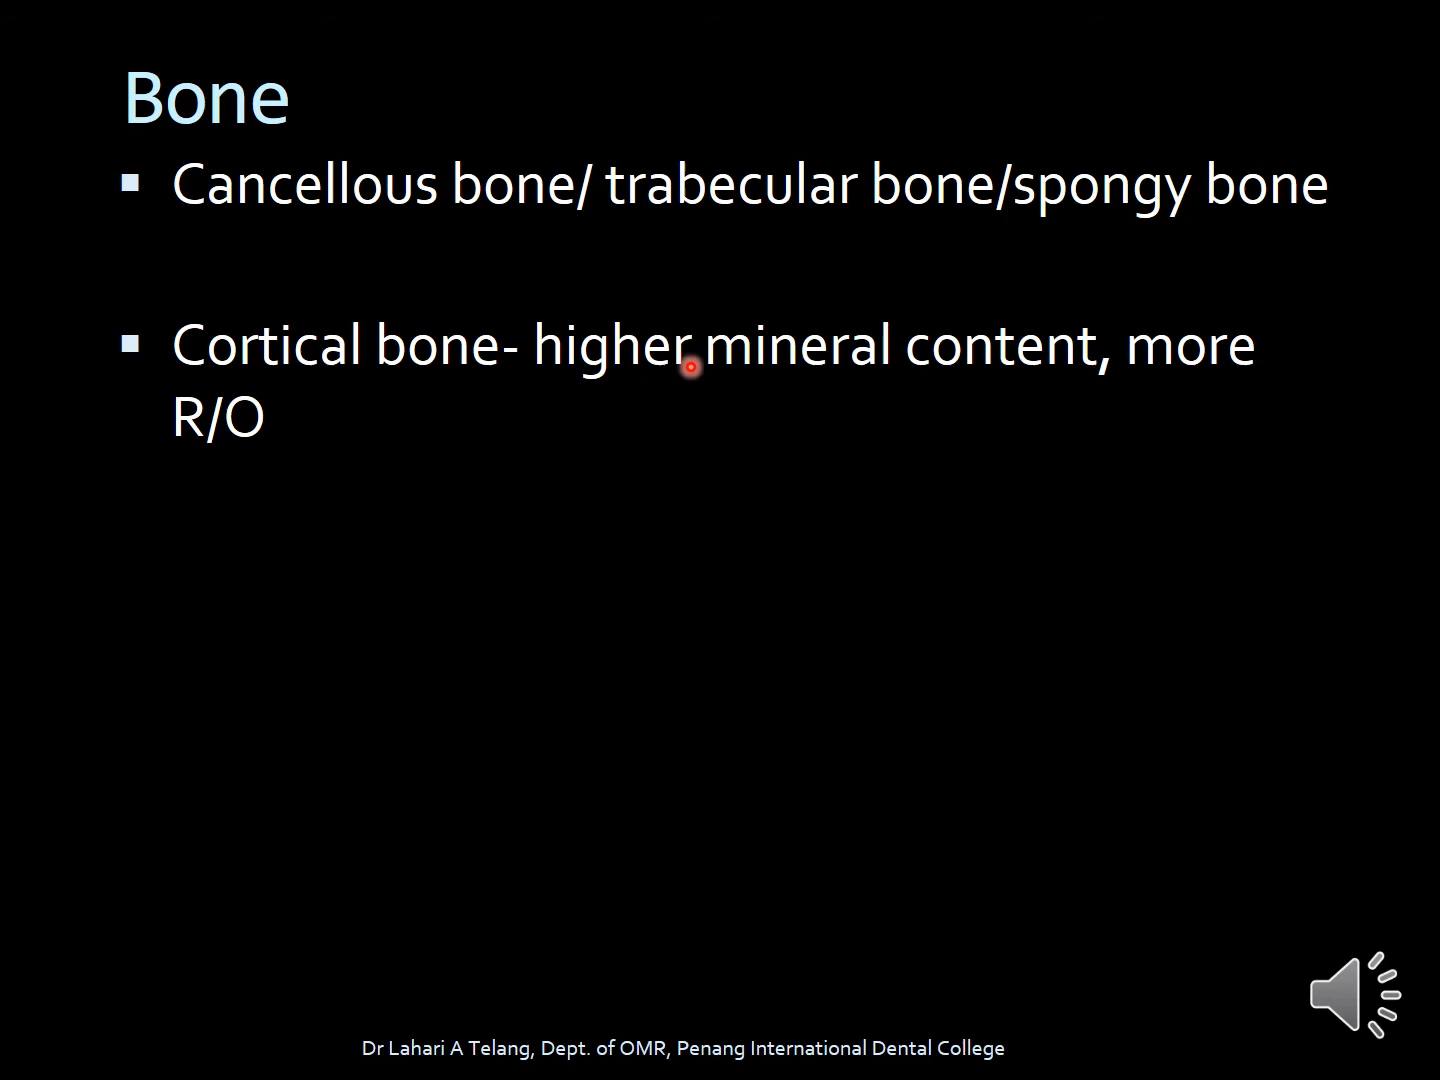 Bone
Cancellous bone/ trabecular bone/spongy bone
Cortical bone- higher mineral content, more
R/O
Dr Lahari A Telang, Dept. of OMR, Penang International Dental College